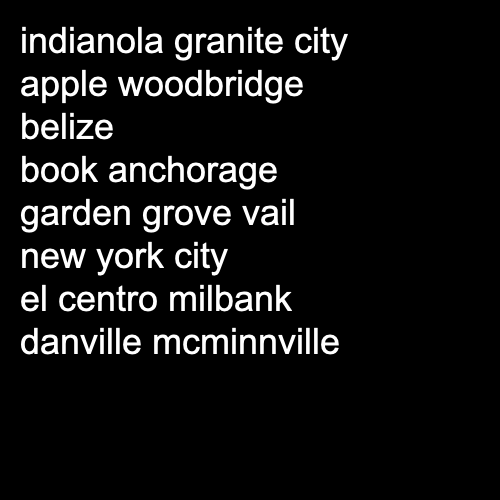 indianola granite city
apple woodbridge
belize
book anchorage
garden grove vail
new york city
el centro milbank
danville mcminnville